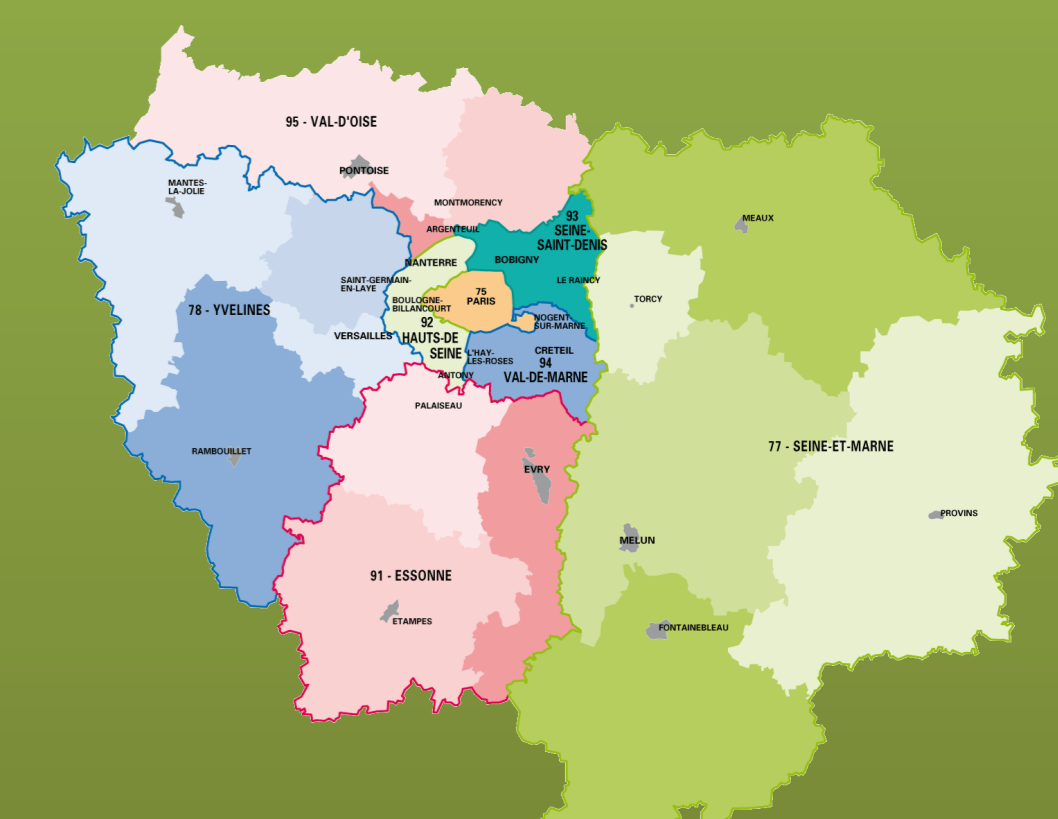 95 - VAL-D'OISE
PONTOISE
MANTES-
LA-JOLIE
MONTMORENCY
ARGENTEUIL
93
SEINE-
SAINT-DENIS
MEAUX
NANTERRE
BOBIGNY
SAINT-GERMAIN-
EN-LAYE
LE RAINCY
75
PARIS
TORCY
BOULOGNE-
BILLANCOURT
78 - YVELINES
92
HAUTS-DE
SEINE
NOGENT
SUR-MARNE
VERSAILLES
L'HAY-
LES-ROSES
CRETEIL
94
VAL-DE-MARNE
ANTONY
PALAISEAU
77 - SEINE-ET-MARNE
RAMBOUILLET
EVRY
PROVINS
MELUN
91 - ESSONNE
ETAMPES
FONTAINEBLEAU